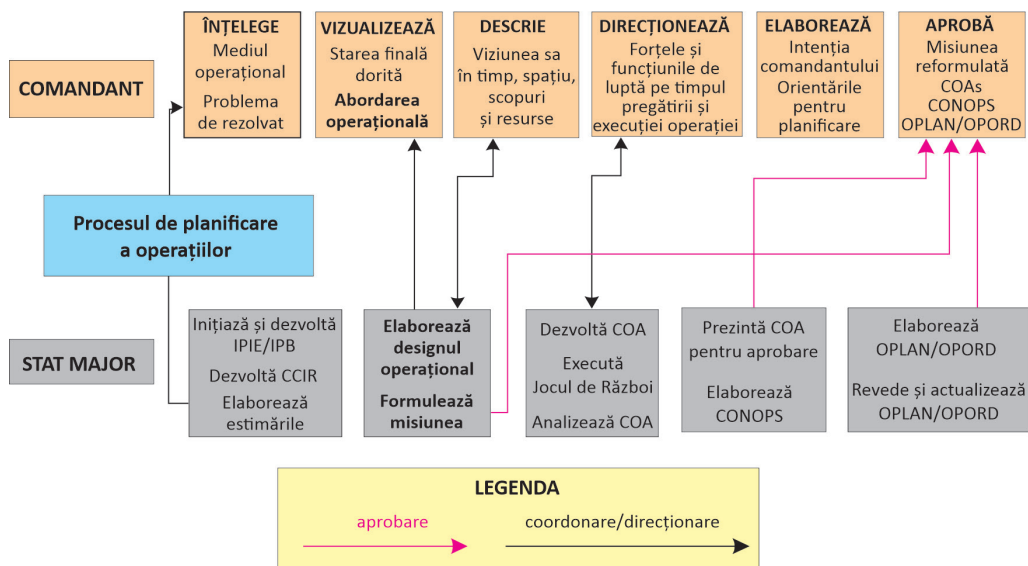 COMANDANT
ÎNȚELEGE
Mediul
operațional
Problema
de rezolvat
VIZUALIZEAZĂ
Starea finală
dorită
Abordarea
operațională
DESCRIE
Viziunea sa
în timp, spațiu,
scopuri
și resurse
DIRECȚIONEAZĂ
Forțele și
funcțiunile de
luptă pe timpul
pregătirii și
execuției operației
ELABOREAZĂ
Intenția
comandantului
Orientările
pentru
planificare
APROBĂ
Misiunea
reformulată
COAs
CONOPS
OPLAN/OPORD
Procesul de planificare
a operațiilor
STAT MAJOR
Inițiază și dezvoltă
IPIE/IPB
Dezvoltă CCIR
Elaborează
estimările
Elaborează
designul
operațional
Formulează
misiunea
Dezvoltă COA
Execută
Jocul de Război
Analizează COA
Prezintă COA
pentru aprobare
Elaborează
CONOPS
Elaborează
OPLAN/OPORD
Revede și actualizează
OPLAN/OPORD
LEGENDA
aprobare
coordonare/direcționare